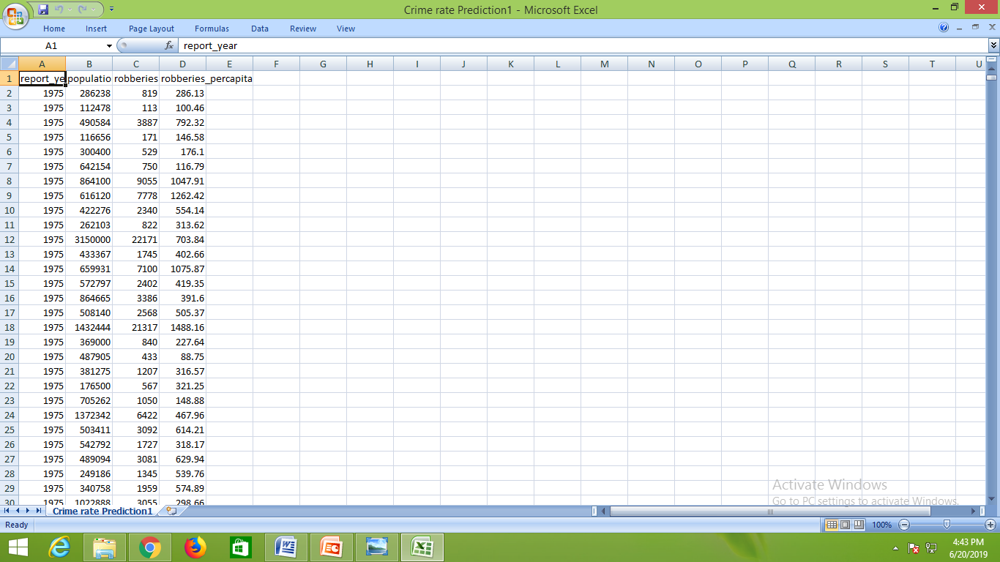 Crime rate Prediction1 - Microsoft Excel
Home Insert Page Layout Formulas Data Review View
A1 fx report_year
A B C D E F G H I J K L M N O P Q R S T U
1 report_ye populatio robberies robberies_percapita
2 1975 286238 819 286.13
3 1975 112478 113 100.46
4 1975 490584 3887 792.32
5 1975 116656 171 146.58
6 1975 300400 529 176.1
7 1975 642154 750 116.79
8 1975 864100 9055 1047.91
9 1975 616120 7778 1262.42
10 1975 422276 2340 554.14
11 1975 262103 822 313.62
12 1975 3150000 22171 703.84
13 1975 433367 1745 402.66
14 1975 659931 7100 1075.87
15 1975 572797 2402 419.35
16 1975 864665 3386 391.6
17 1975 508140 2568 505.37
18 1975 1432444 21317 1488.16
19 1975 369000 840 227.64
20 1975 487905 433 88.75
21 1975 381275 1207 316.57
22 1975 176500 567 321.25
23 1975 705262 1050 148.88
24 1975 1372342 6422 467.96
25 1975 503411 3092 614.21
26 1975 542792 1727 318.17
27 1975 489094 3081 629.94
28 1975 249186 1345 539.76
29 1975 340758 1959 574.89
30 1975 1022888 3055 298.66
Activate Windows
Go to PC settings to activate Windows.
Crime rate Prediction1
Ready 100%
4:43 PM
6/20/2019